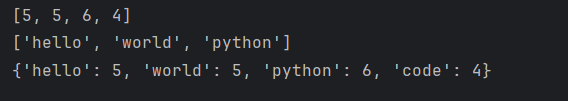 [5, 5, 6, 4]
['hello', 'world', 'python']
{'hello': 5, 'world': 5, 'python': 6, 'code': 4}